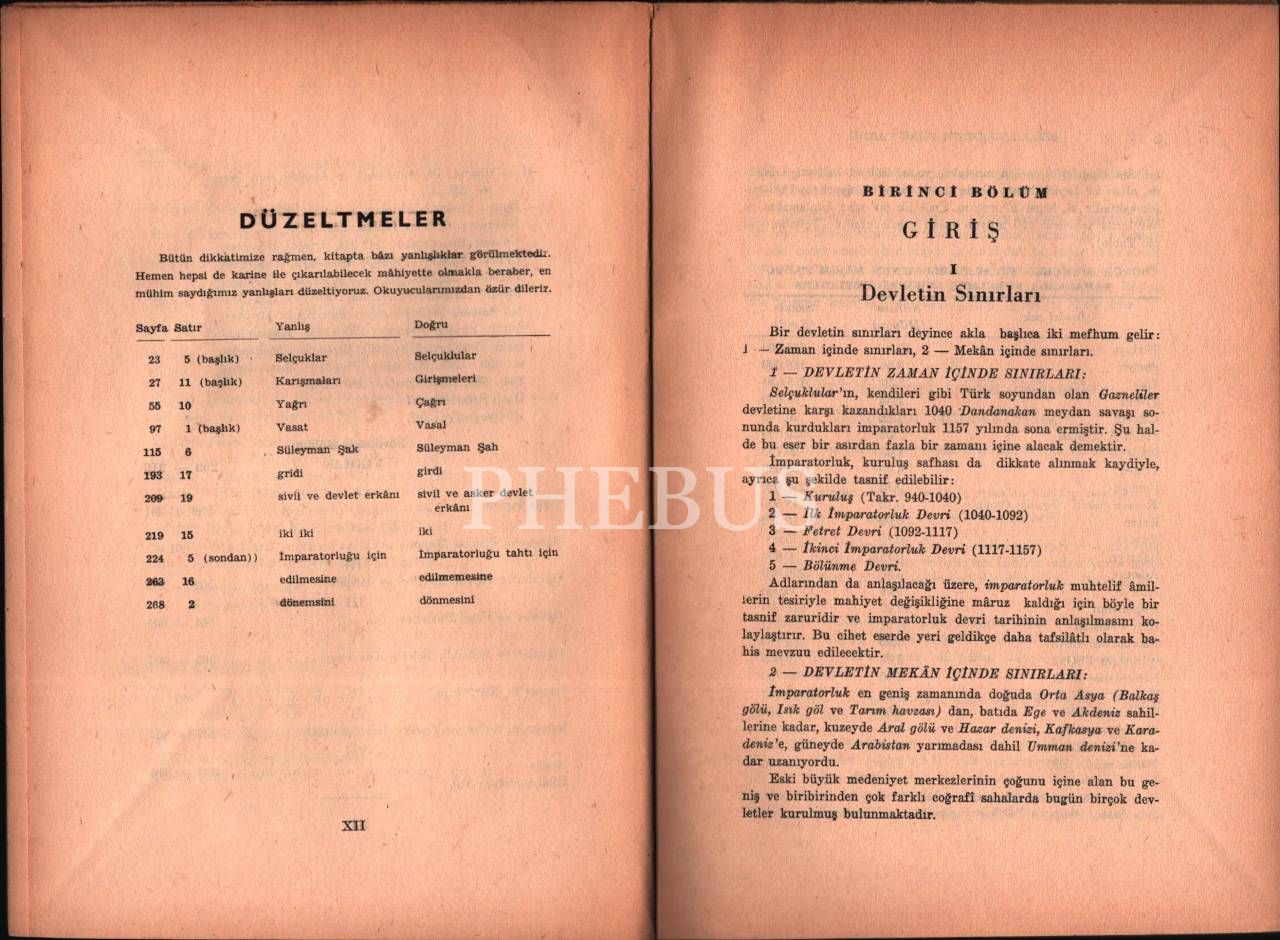 DÜZELTMELER
Bütün dikkatimize rağmen, kitapta bâzı yanlışlıklar görülmektedir.
Hemen hepsi de karine ile çıkarılabilecek mâhiyette olmakla beraber, en
mühim saydığımız yanlışları düzeltiyoruz. Okuyucularımızdan özür dileriz.
Sayfa Satır Yanlış Doğru
23 5 (başlık) Selçuklar Selçuklular
27 11 (başlık) Karışmaları Girişmeleri
55 10 Yağrı Çağrı
97 1 (başlık) Vasat Vasal
115 6 Süleyman Şak Süleyman Şah
193 17 gridi girdi
209 19 sivil ve devlet erkânı sivil ve asker devlet
erkânı
219 15 iki iki iki
224 5 (sondan)) İmparatorluğu için İmparatorluğu tahtı için
263 16 edilmesine edilmemesine
268 2 dönemsini dönmesini
XII
BİRİNCİ BÖLÜM
GİRİŞ
I
Devletin Sınırları
Bir devletin sınırları deyince akla başlıca iki mefhum gelir:
1 — Zaman içinde sınırları, 2 — Mekân içinde sınırları.
1 — DEVLETİN ZAMAN İÇİNDE SINIRLARI:
Selçuklular'ın, kendileri gibi Türk soyundan olan Gazneliler
devletine karşı kazandıkları 1040 Dandanakan meydan savaşı so-
nunda kurdukları imparatorluk 1157 yılında sona ermiştir. Şu hal-
de bu eser bir asırdan fazla bir zamanı içine alacak demektir.
İmparatorluk, kuruluş safhası da dikkate alınmak kaydiyle,
ayrıca şu şekilde tasnif edilebilir:
1 — Kuruluş (Takr. 940-1040)
2 — İlk İmparatorluk Devri (1040-1092)
3 — Fetret Devri (1092-1117)
4 — İkinci İmparatorluk Devri (1117-1157)
5 — Bölünme Devri.
Adlarından da anlaşılacağı üzere, imparatorluk muhtelif âmil-
lerin tesiriyle mahiyet değişikliğine mâruz kaldığı için böyle bir
tasnif zaruridir ve imparatorluk devri tarihinin anlaşılmasını ko-
laylaştırır. Bu cihet eserde yeri geldikçe daha tafsilâtlı olarak ba-
his mevzuu edilecektir.
2 — DEVLETİN MEKÂN İÇİNDE SINIRLARI:
İmparatorluk en geniş zamanında doğuda Orta Asya (Balkaş
gölü, Isık göl ve Tarım havzası) dan, batıda Ege ve Akdeniz sahil-
lerine kadar, kuzeyde Aral gölü ve Hazar denizi, Kafkasya ve Kara-
deniz'e, güneyde Arabistan yarımadası dahil Umman denizi'ne ka-
dar uzanıyordu.
Eski büyük medeniyet merkezlerinin çoğunu içine alan bu ge-
niş ve biribirinden çok farklı coğrafî sahalarda bugün birçok dev-
letler kurulmuş bulunmaktadır.
PHEBUS